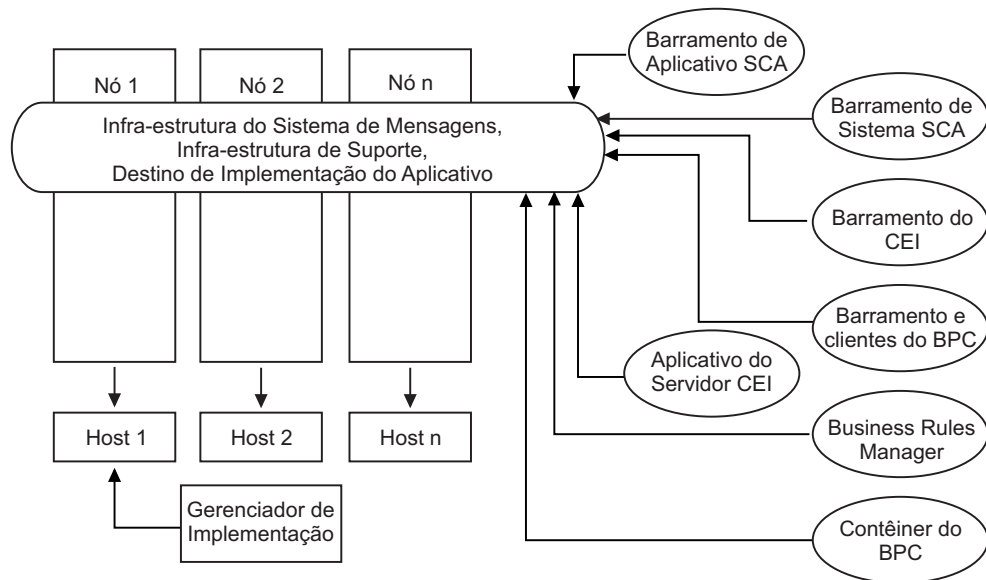 Nó 1
Nó 2
Nó n
Infra-estrutura do Sistema de Mensagens,
Infra-estrutura de Suporte,
Destino de Implementação do Aplicativo
Barramento de
Aplicativo SCA
Barramento de
Sistema SCA
Barramento do
CEI
Barramento e
clientes do BPC
Aplicativo do
Servidor CEI
Business Rules
Manager
Contêiner do
BPC
Host 1
Host 2
Host n
Gerenciador de
Implementação